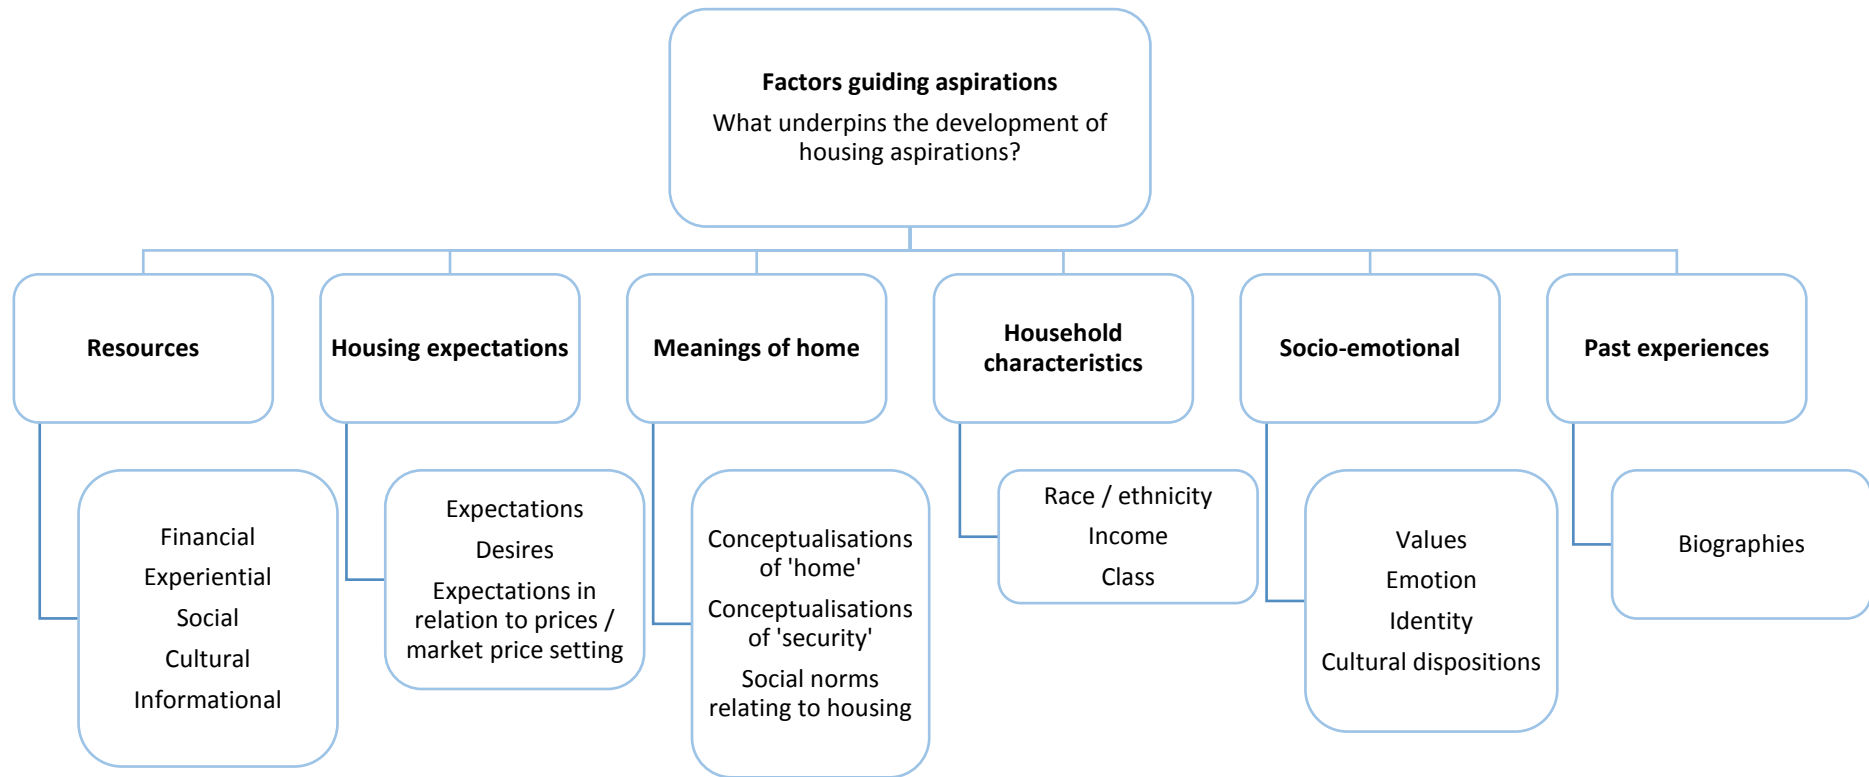 Factors guiding aspirations
What underpins the development of
housing aspirations?
Resources
Housing expectations
Meanings of home
Household
characteristics
Socio-emotional
Past experiences
Financial
Experiential
Social
Cultural
Informational
Expectations
Desires
Expectations in
relation to prices /
market price setting
Conceptualisations
of 'home'
Conceptualisations
of 'security'
Social norms
relating to housing
Race / ethnicity
Income
Class
Values
Emotion
Identity
Cultural dispositions
Biographies